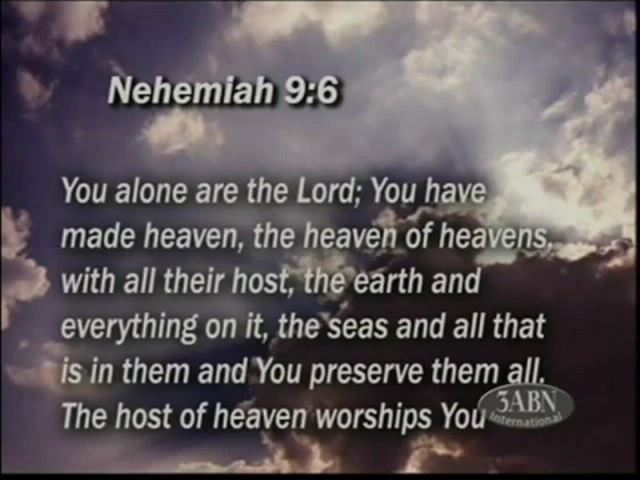 Nehemiah 9:6
You alone are the Lord; You have
made heaven, the heaven of heavens,
with all their host, the earth and
everything on it, the seas and all that
is in them and You preserve them all.
The host of heaven worships You
3ABN
International